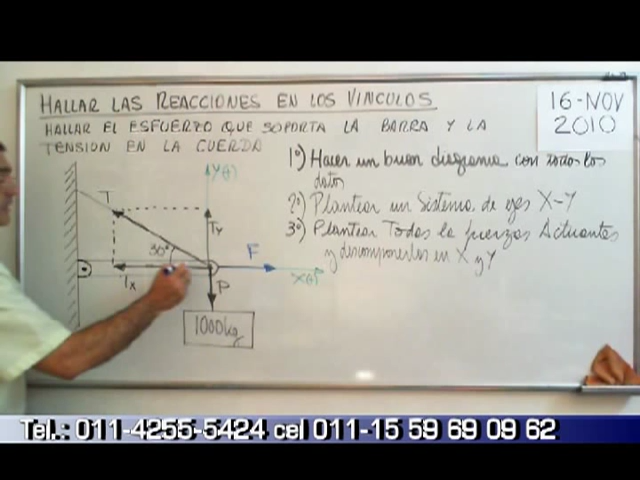 HALLAR LAS REACCIONES EN LOS VINCULOS
HALLAR EL ESFUERZO QUE SOPORTA LA BARRA Y LA
TENSION EN LA CUERDA
16-NOV
2010
1º) Hacer un buen diagrama con todos los
datos
2º) Plantear un Sistema de ejes X-Y
3º) Plantear Todas la fuerzas Actuantes
y descomponerlas en X y Y
Y(+)
T
Ty
30°
F
Tx
P
X(+)
1000kg
Tel.: 011-4255-5424 cel 011-15 59 69 09 62